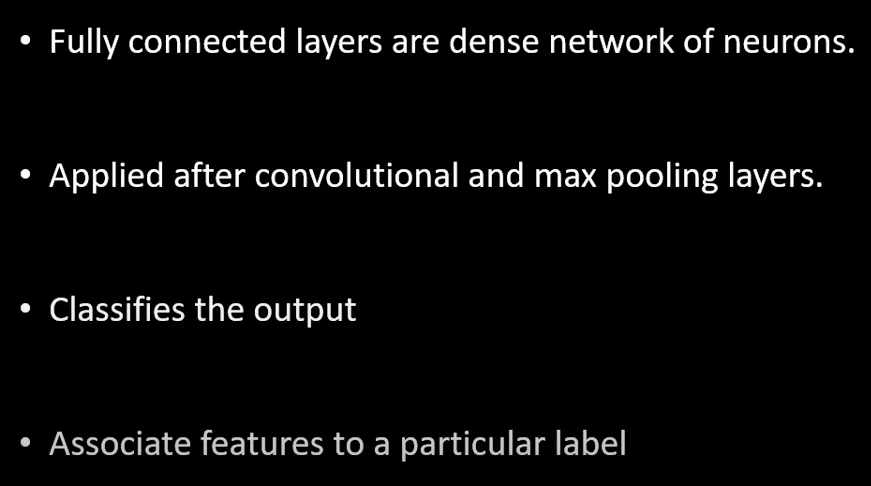 • Fully connected layers are dense network of neurons.
• Applied after convolutional and max pooling layers.
• Classifies the output
• Associate features to a particular label